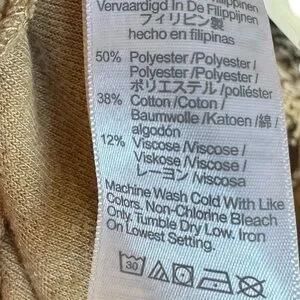 Vervaardigd In De Filippijnen
フィリピン製
hecho en filipinas
50% Polyester /Polyester /
Polyester /Polyester /
ポリエステル /poliéster
38% Cotton /Coton /
Baumwolle /Katoen /綿 /
algodón
12% Viscose /Viscose /
Viskose /Viscose /
レーヨン /viscosa
Machine Wash Cold With Like
Colors. Non-Chlorine Bleach
Only. Tumble Dry Low. Iron
On Lowest Setting.
30